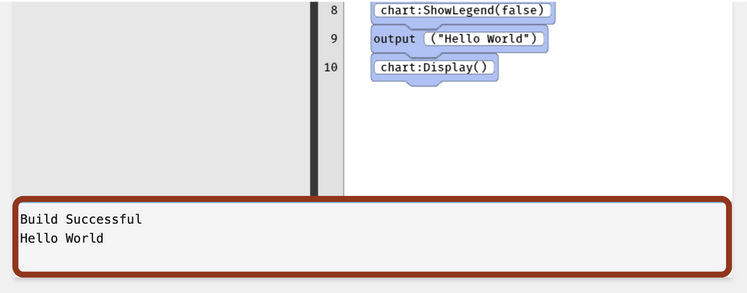 8 chart:ShowLegend(false)
9 output ("Hello World")
10 chart:Display()
Build Successful
Hello World